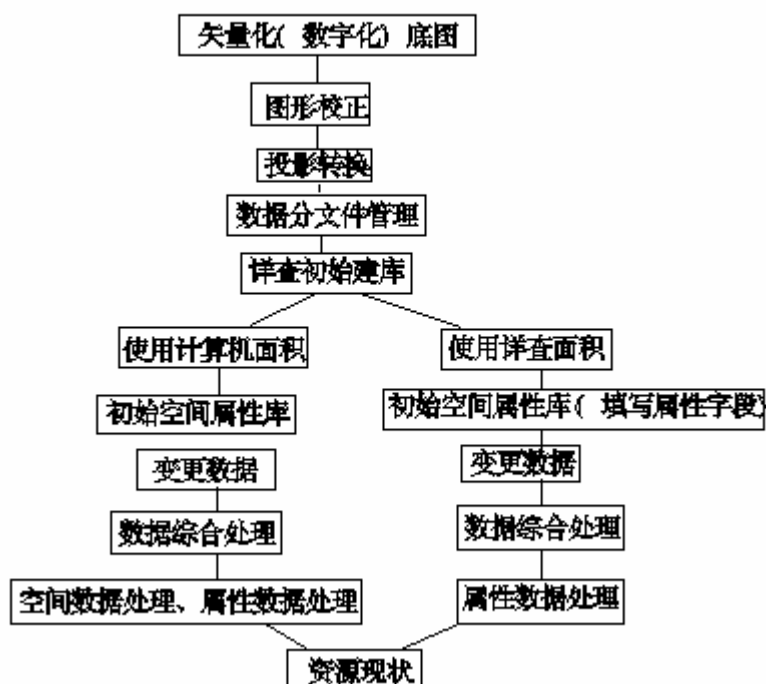 矢量化( 数字化) 底图
图形校正
投影转换
数据分文件管理
详查初始建库
使用计算机面积
使用详查面积
初始空间属性库
初始空间属性库( 填写属性字段)
变更数据
变更数据
数据综合处理
数据综合处理
空间数据处理、属性数据处理
属性数据处理
资源现状